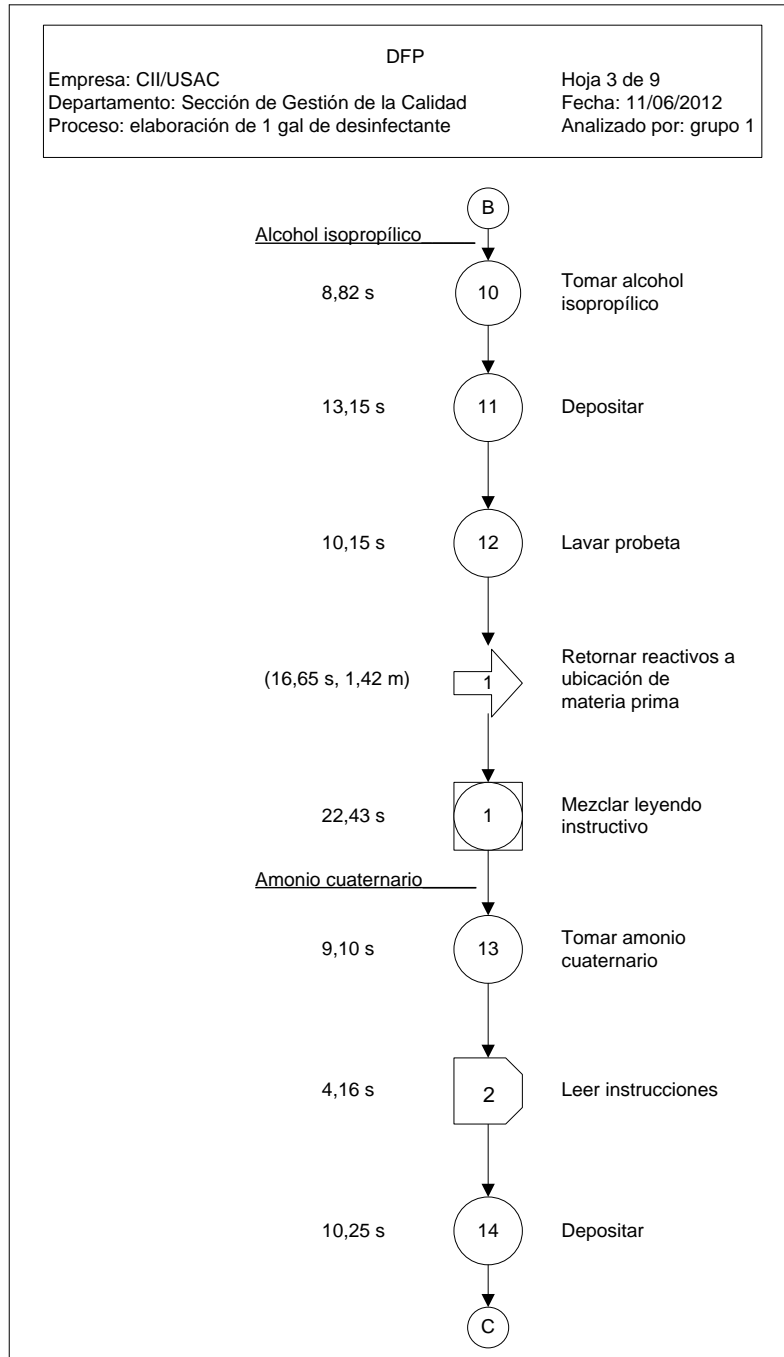 DFP
Empresa: CII/USAC
Hoja 3 de 9
Departamento: Sección de Gestión de la Calidad
Fecha: 11/06/2012
Proceso: elaboración de 1 gal de desinfectante
Analizado por: grupo 1
B
Alcohol isopropílico
8,82 s
10
Tomar alcohol
isopropílico
13,15 s
11
Depositar
10,15 s
12
Lavar probeta
(16,65 s, 1,42 m)
1
Retornar reactivos a
ubicación de
materia prima
22,43 s
1
Mezclar leyendo
instructivo
Amonio cuaternario
9,10 s
13
Tomar amonio
cuaternario
4,16 s
2
Leer instrucciones
10,25 s
14
Depositar
C